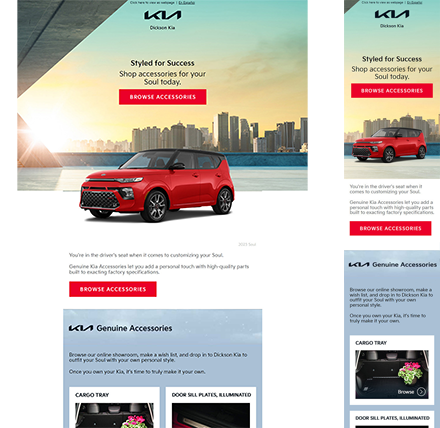 Click here to view as webpage | En Español
KIA
Dickson Kia
Styled for Success
Shop accessories for your
Soul today.
BROWSE ACCESSORIES
2020 Soul
You're in the driver's seat when it comes to customizing your Soul.
Genuine Kia Accessories let you add a personal touch with high-quality parts
built to exacting factory specifications.
BROWSE ACCESSORIES
KIA Genuine Accessories
Browse our online showroom, make a wish list, and drop in to Dickson Kia to
outfit your Soul with your own personal style.
Once you own your Kia, it's time to truly make it your own.
CARGO TRAY
DOOR SILL PLATES, ILLUMINATED
Click here to view as webpage | En Español
KIA
Dickson Kia
Styled for Success
Shop accessories for your
Soul today.
BROWSE ACCESSORIES
You're in the driver's seat when it
comes to customizing your Soul.
Genuine Kia Accessories let you add a
personal touch with high-quality parts
built to exacting factory specifications.
BROWSE ACCESSORIES
KIA Genuine Accessories
Browse our online showroom, make a
wish list, and drop in to Dickson Kia to
outfit your Soul with your own
personal style.
Once you own your Kia, it's time to
truly make it your own.
CARGO TRAY
Browse
DOOR SILL PLATES, ILLUMINATED